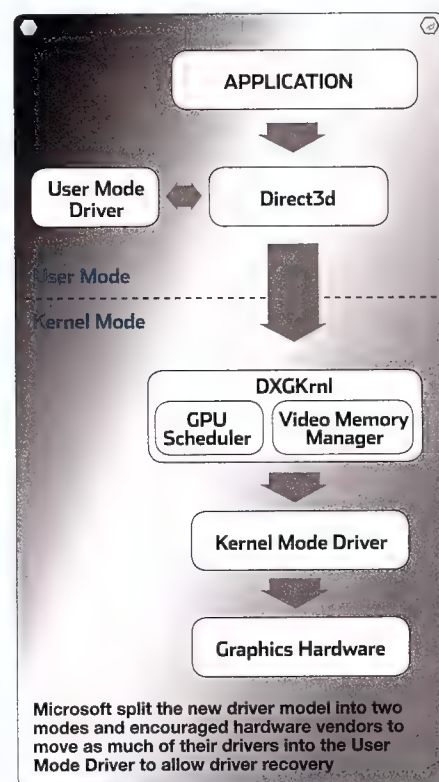 APPLICATION
User Mode
Driver
Direct3d
User Mode
Kernel Mode
DXGKrnl
GPU
Scheduler
Video Memory
Manager
Kernel Mode Driver
Graphics Hardware
Microsoft split the new driver model into two
modes and encouraged hardware vendors to
move as much of their drivers into the User
Mode Driver to allow driver recovery